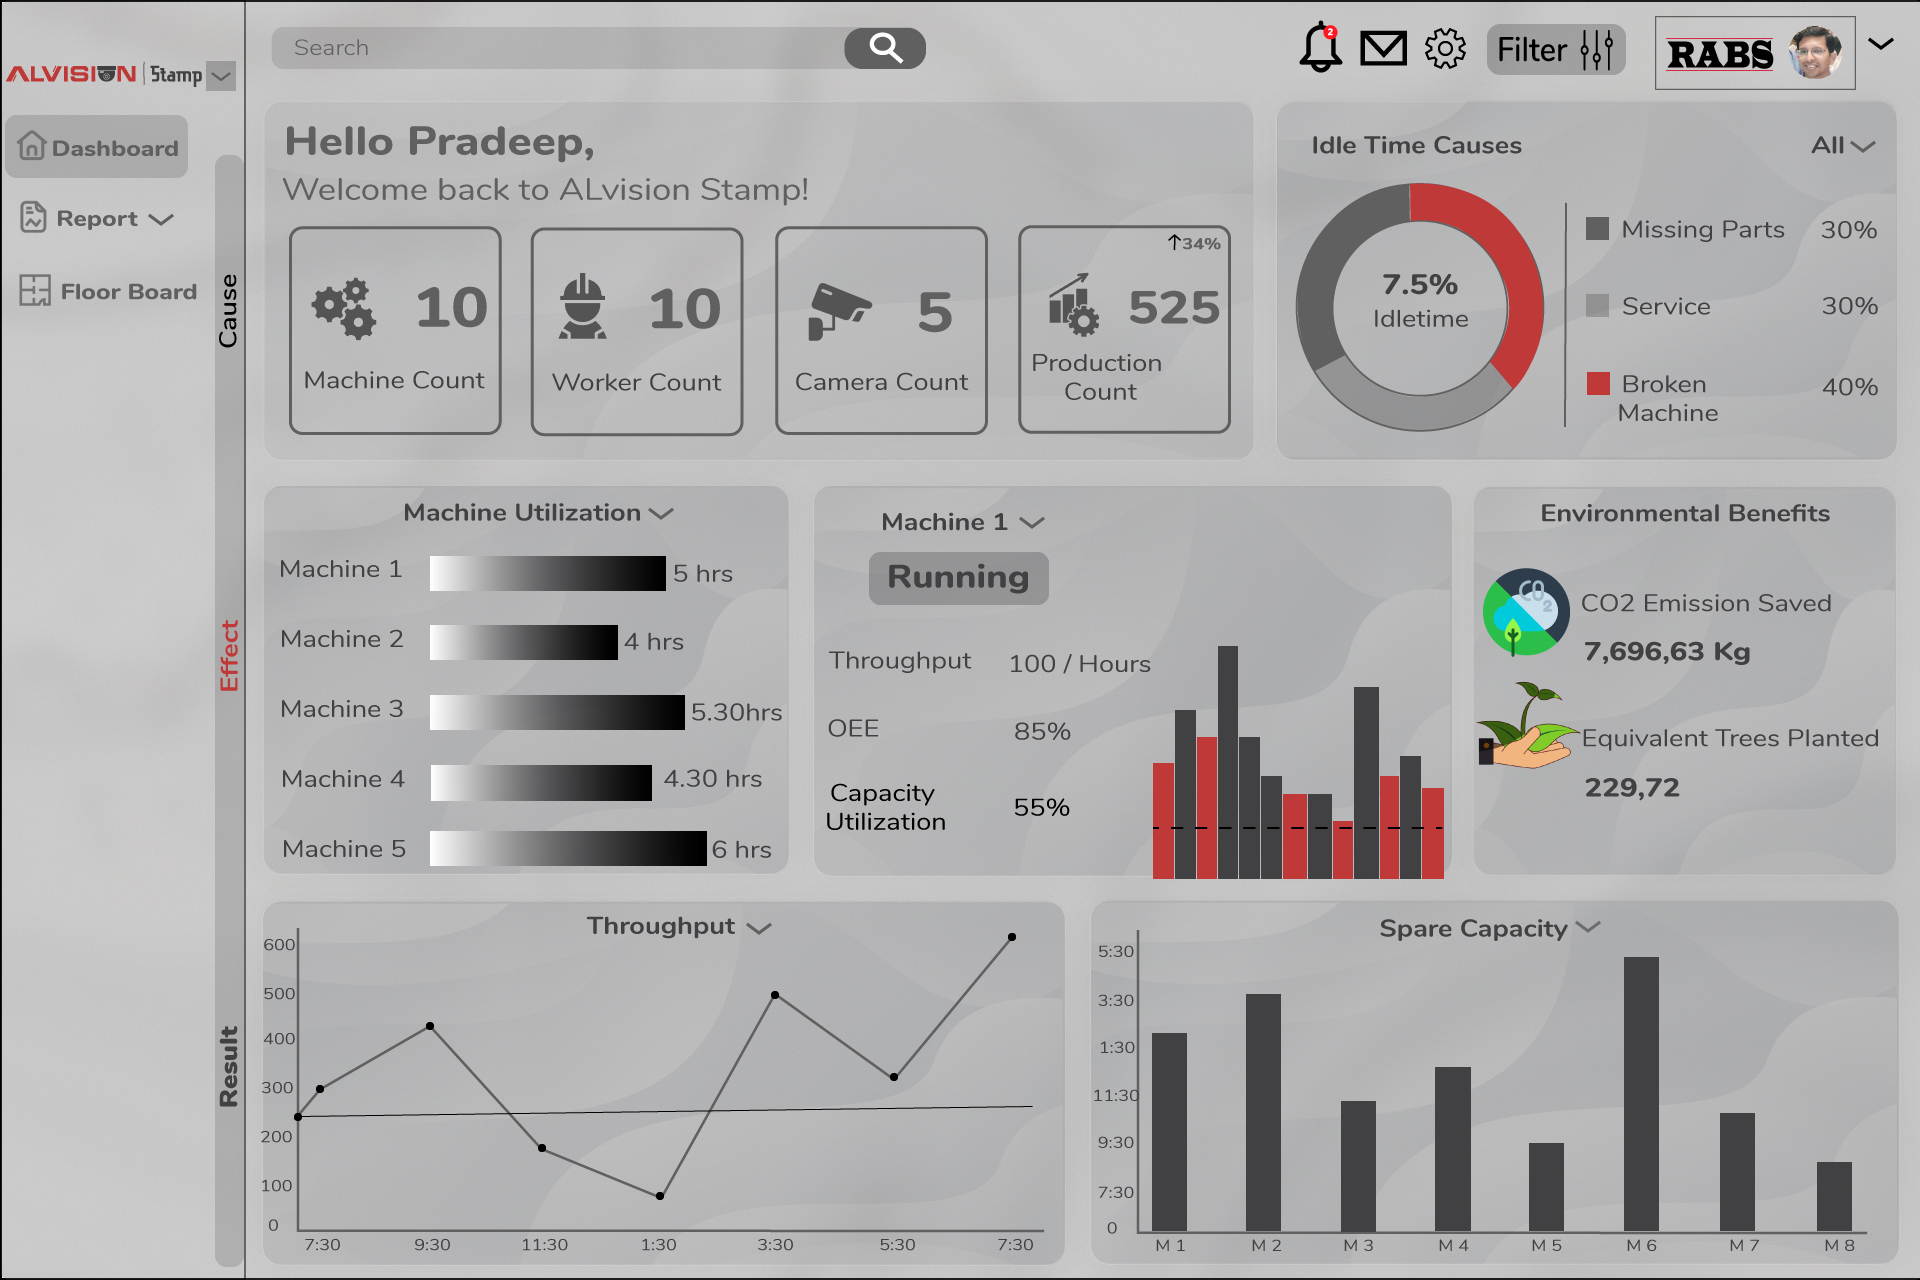 ALVISION Stamp
Dashboard
Report
Floor Board
Cause
Effect
Result
Search
2
Filter
RABS
Hello Pradeep,
Welcome back to ALvision Stamp!
10
Machine Count
10
Worker Count
5
Camera Count
↑34%
525
Production
Count
Idle Time Causes
All
7.5%
Idletime
Missing Parts 30%
Service 30%
Broken
Machine
40%
Machine Utilization
Machine 1 5 hrs
Machine 2 4 hrs
Machine 3 5.30hrs
Machine 4 4.30 hrs
Machine 5 6 hrs
Machine 1
Running
Throughput 100 / Hours
OEE 85%
Capacity
Utilization
55%
Environmental Benefits
CO2
CO2 Emission Saved
7,696,63 Kg
Equivalent Trees Planted
229,72
Throughput
600
500
400
300
200
100
0
7:30 9:30 11:30 1:30 3:30 5:30 7:30
Spare Capacity
5:30
3:30
1:30
11:30
9:30
7:30
0
M 1 M 2 M 3 M 4 M 5 M 6 M 7 M 8